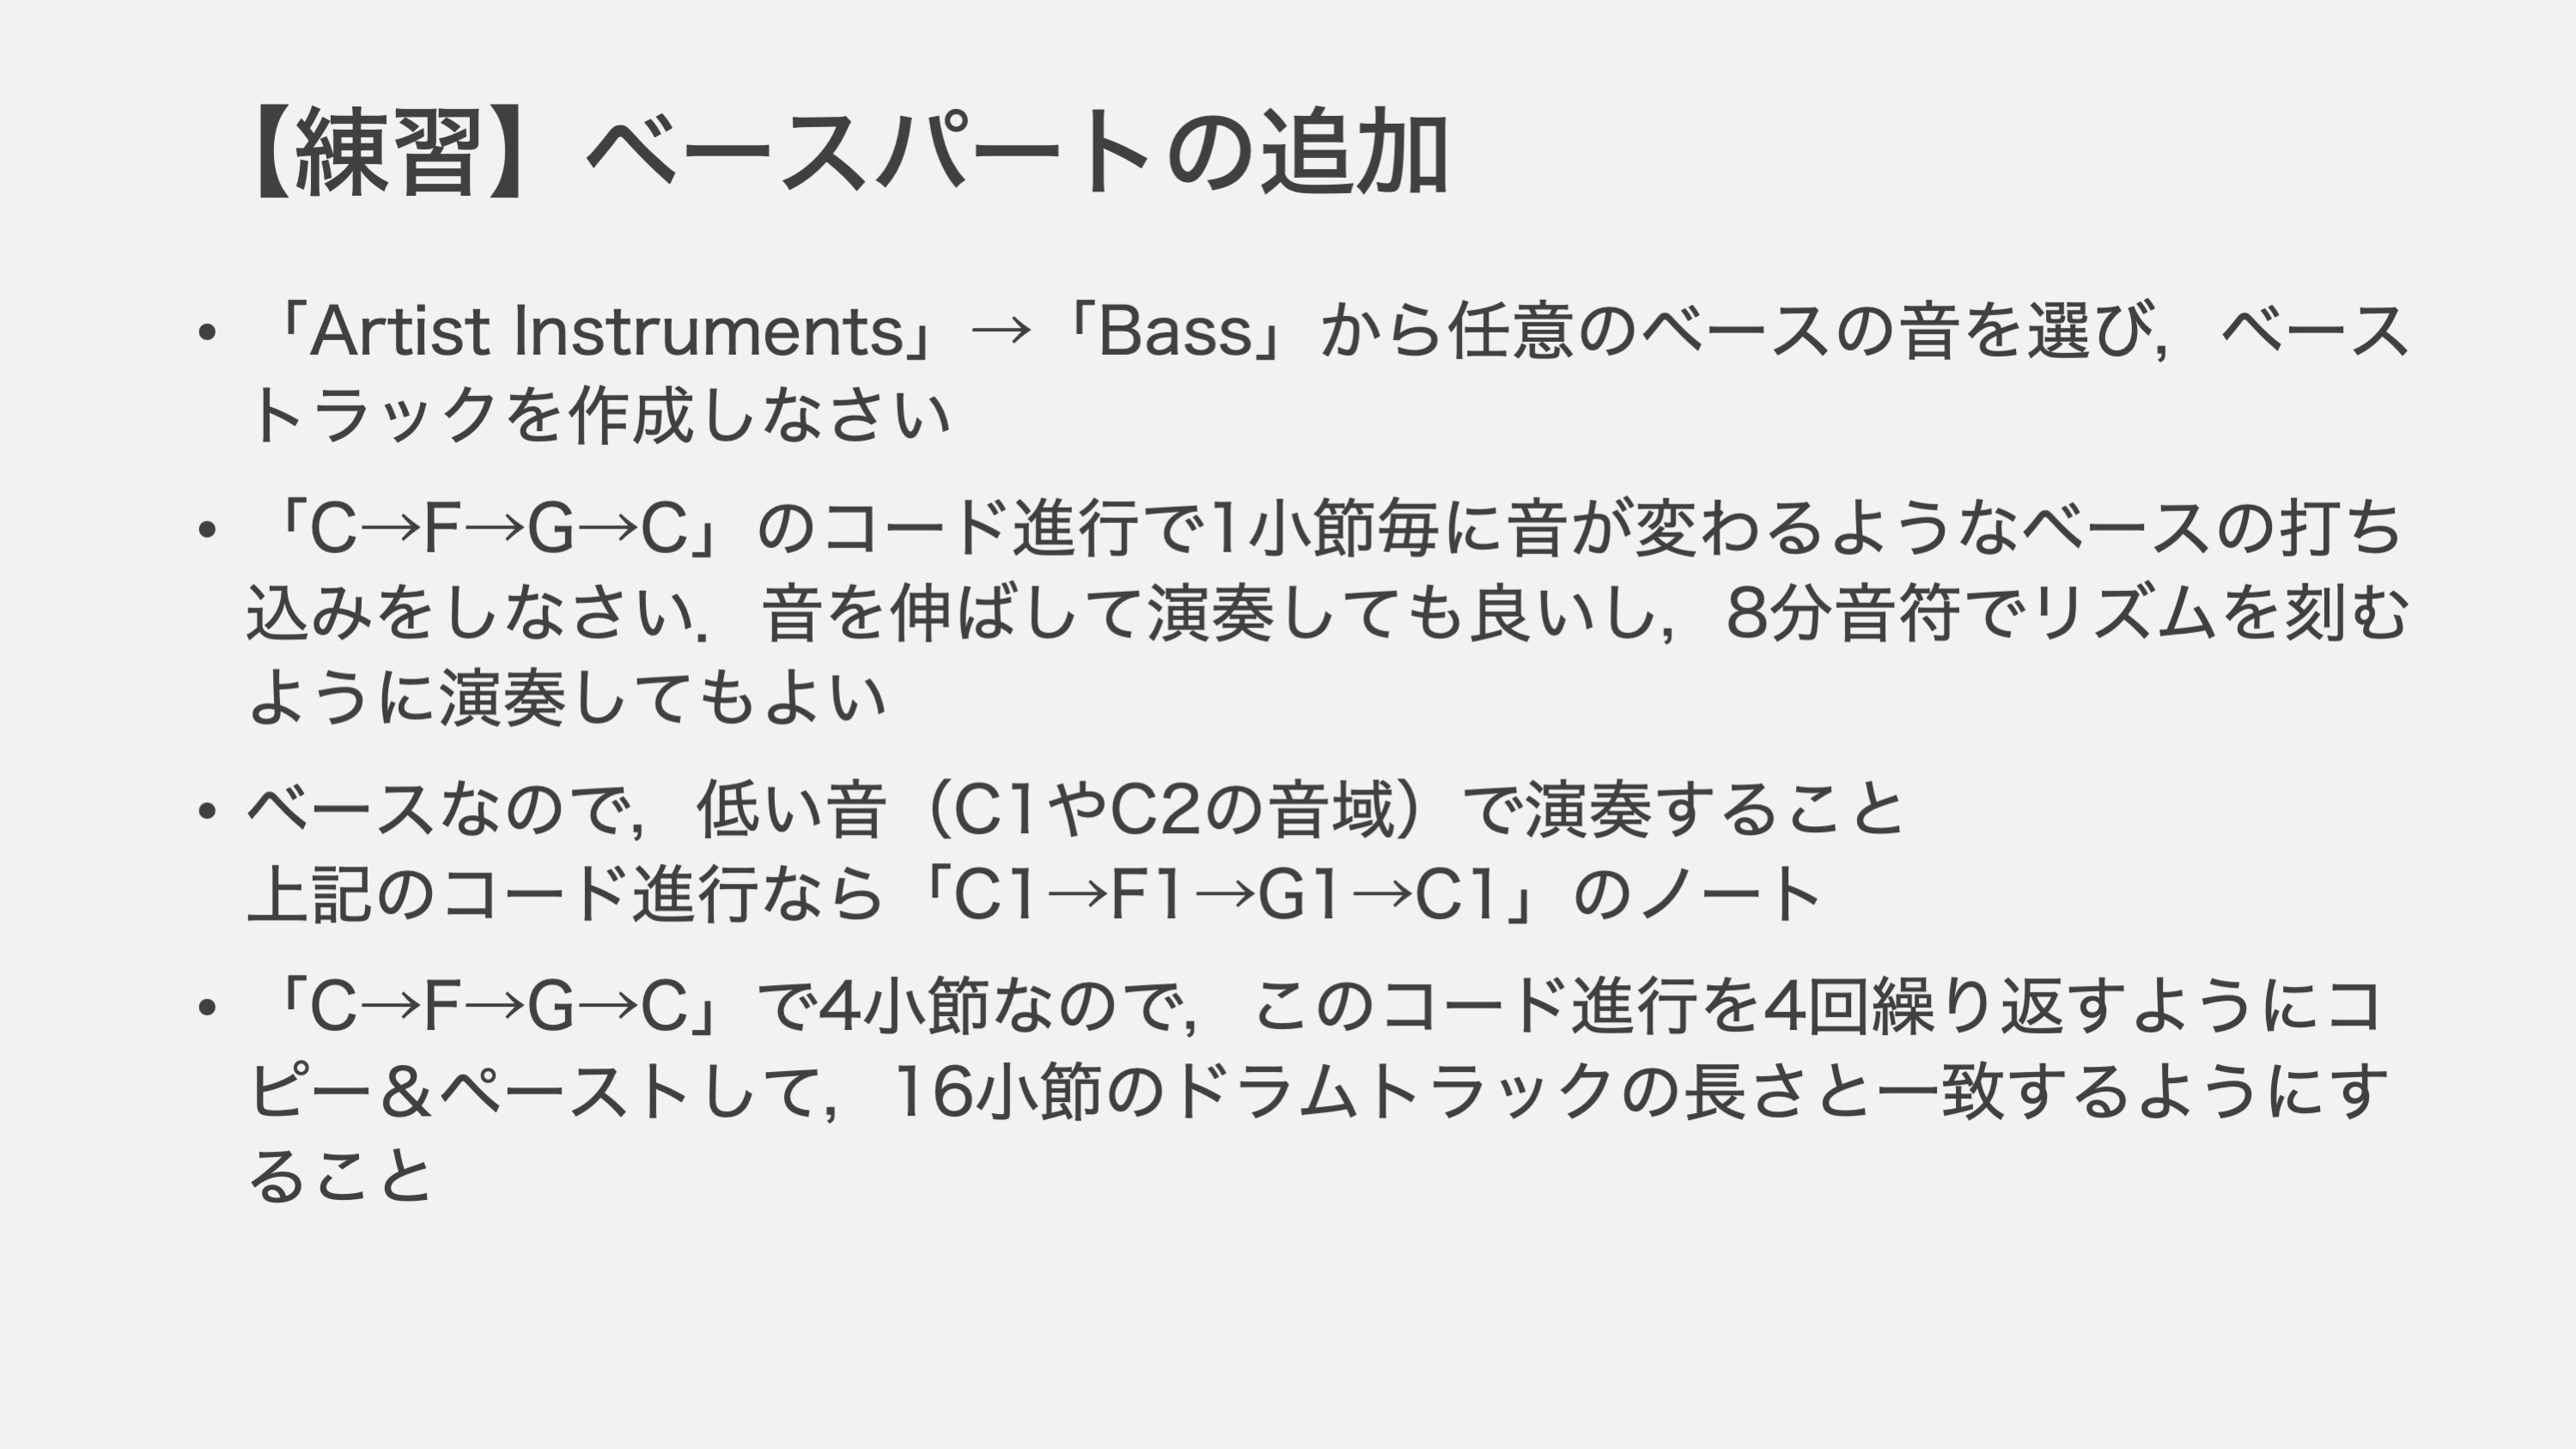 【練習】ベースパートの追加
• 「Artist Instruments」→「Bass」から任意のベースの音を選び，ベース
トラックを作成しなさい
• 「C→F→G→C」のコード進行で1小節毎に音が変わるようなベースの打ち
込みをしなさい．音を伸ばして演奏しても良いし，8分音符でリズムを刻む
ように演奏してもよい
• ベースなので，低い音（C1やC2の音域）で演奏すること
上記のコード進行なら「C1→F1→G1→C1」のノート
• 「C→F→G→C」で4小節なので，このコード進行を4回繰り返すようにコ
ピー＆ペーストして，16小節のドラムトラックの長さと一致するようにす
ること